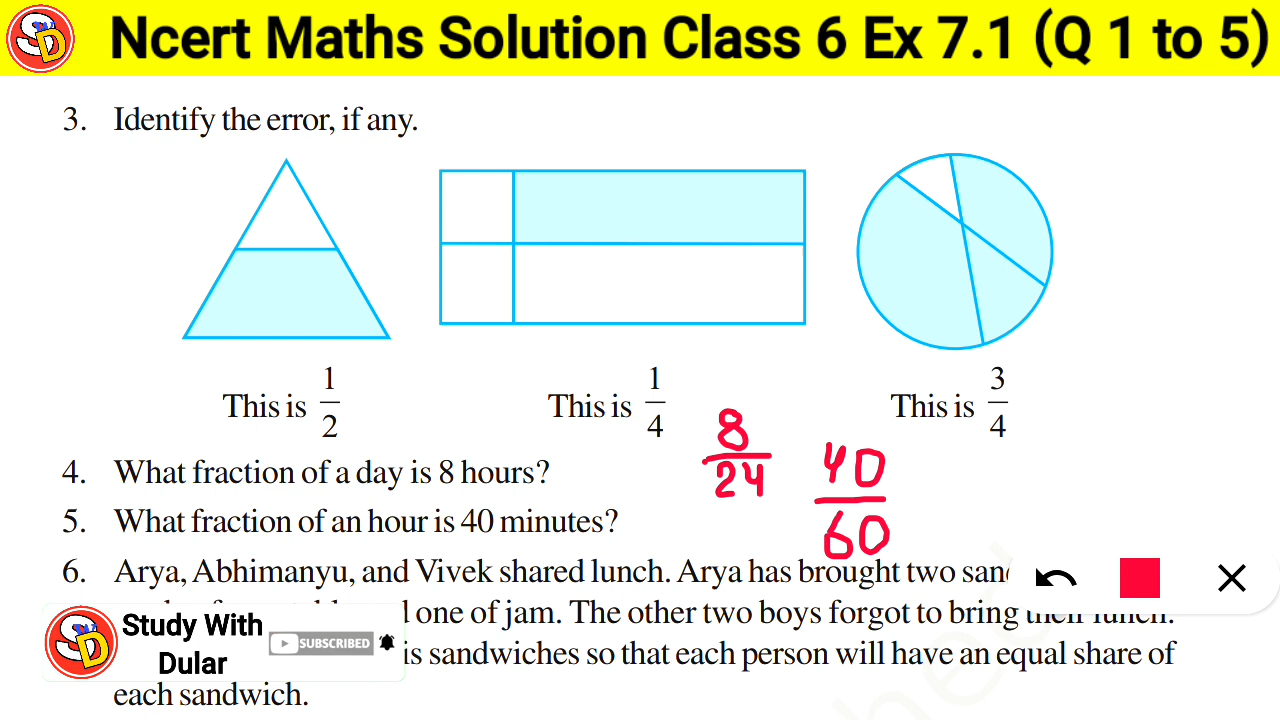 SD Ncert Maths Solution Class 6 Ex 7.1 (Q 1 to 5)
3. Identify the error, if any.
This is 1/2 This is 1/4 This is 3/4
8/24
40/60
4. What fraction of a day is 8 hours?
5. What fraction of an hour is 40 minutes?
6. Arya, Abhimanyu, and Vivek shared lunch. Arya has brought two
one of jam. The other two boys forgot to bring their lunch.
SD Study With Dular SUBSCRIBED
is sandwiches so that each person will have an equal share of
each sandwich.